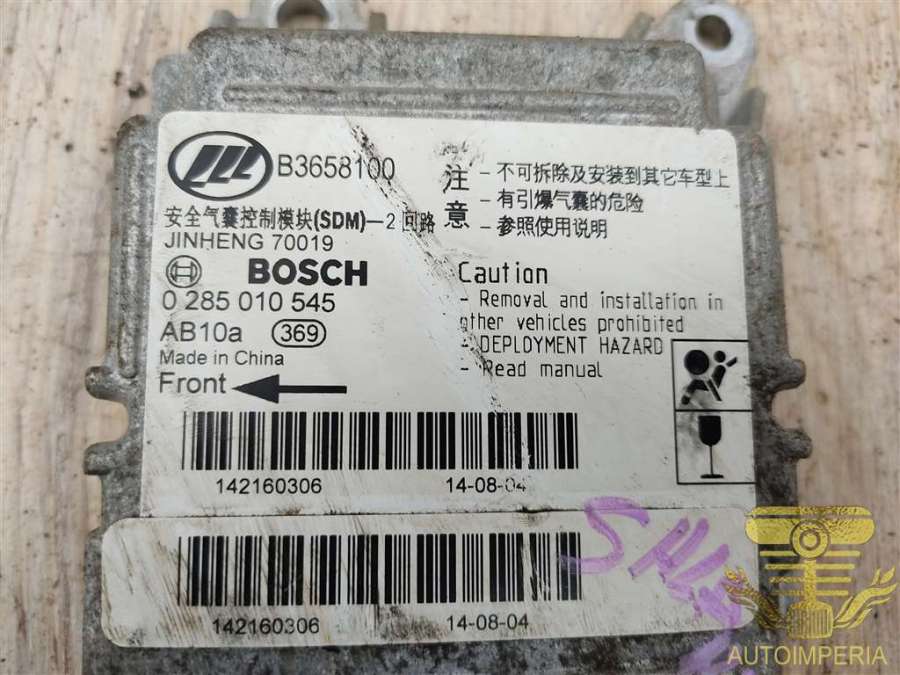 B3658100
安全气囊控制模块(SDM)—2回路
JINHENG 70019
BOSCH
0 285 010 545
AB10a 369
Made in China
Front
注意
- 不可拆除及安装到其它车型上
- 有引爆气囊的危险
- 参照使用说明
Caution
- Removal and installation in
other vehicles prohibited
- DEPLOYMENT HAZARD
- Read manual
142160306 14-08-04
142160306 14-08-04
AUTOIMPERIA